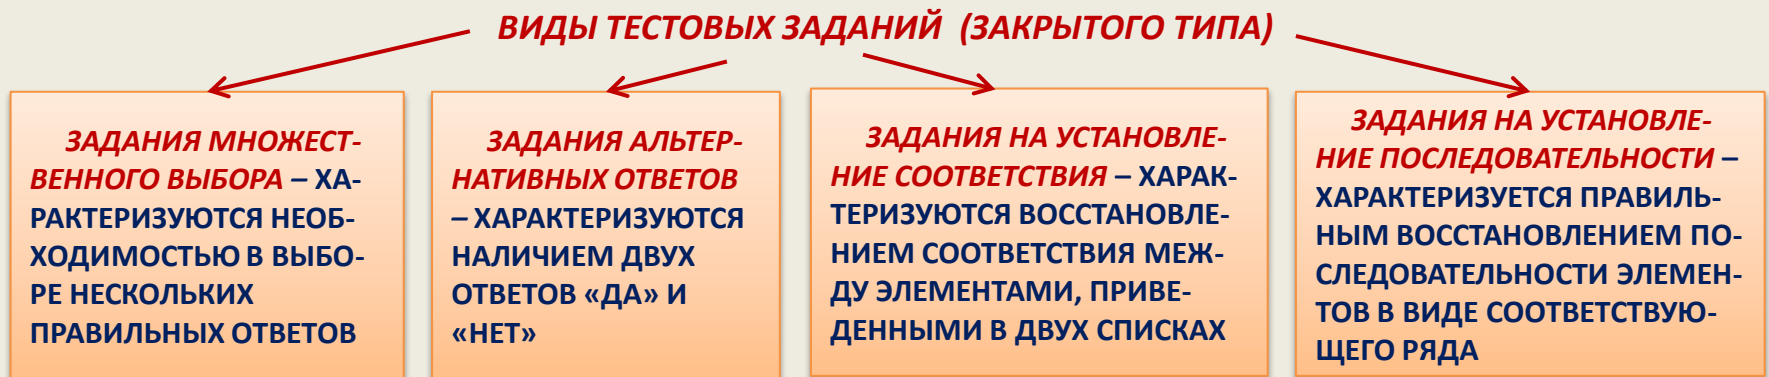 ВИДЫ ТЕСТОВЫХ ЗАДАНИЙ (ЗАКРЫТОГО ТИПА)
ЗАДАНИЯ МНОЖЕСТ-
ВЕННОГО ВЫБОРА – ХА-
РАКТЕРИЗУЮТСЯ НЕОБ-
ХОДИМОСТЬЮ В ВЫБО-
РЕ НЕСКОЛЬКИХ
ПРАВИЛЬНЫХ ОТВЕТОВ
ЗАДАНИЯ АЛЬТЕР-
НАТИВНЫХ ОТВЕТОВ
– ХАРАКТЕРИЗУЮТСЯ
НАЛИЧИЕМ ДВУХ
ОТВЕТОВ «ДА» И
«НЕТ»
ЗАДАНИЯ НА УСТАНОВЛЕ-
НИЕ СООТВЕТСТВИЯ – ХАРАК-
ТЕРИЗУЮТСЯ ВОССТАНОВЛЕ-
НИЕМ СООТВЕТСТВИЯ МЕЖ-
ДУ ЭЛЕМЕНТАМИ, ПРИВЕ-
ДЕННЫМИ В ДВУХ СПИСКАХ
ЗАДАНИЯ НА УСТАНОВЛЕ-
НИЕ ПОСЛЕДОВАТЕЛЬНОСТИ –
ХАРАКТЕРИЗУЕТСЯ ПРАВИЛЬ-
НЫМ ВОССТАНОВЛЕНИЕМ ПО-
СЛЕДОВАТЕЛЬНОСТИ ЭЛЕМЕН-
ТОВ В ВИДЕ СООТВЕТСТВУЮ-
ЩЕГО РЯДА